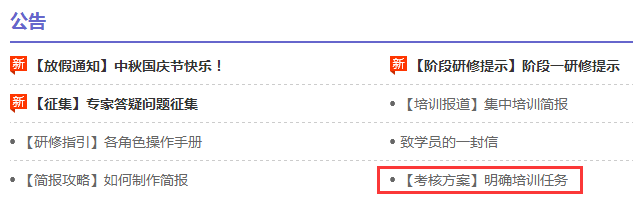 公告
新 【放假通知】中秋国庆节快乐！
新 【阶段研修提示】阶段一研修提示
新 【征集】专家答疑问题征集
• 【培训报道】集中培训简报
• 【研修指引】各角色操作手册
• 致学员的一封信
• 【简报攻略】如何制作简报
• 【考核方案】明确培训任务